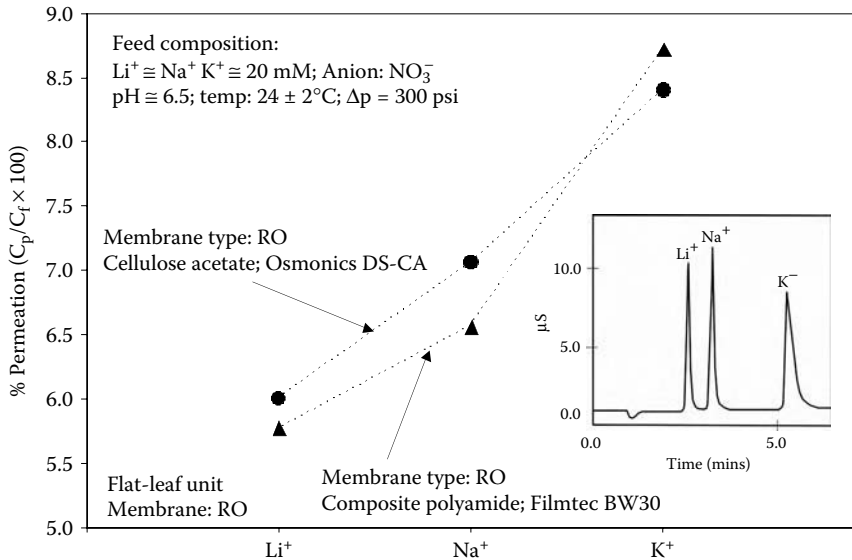 9.0
8.5
8.0
7.5
7.0
6.5
6.0
5.5
5.0
% Permeation (Cp/Cf × 100)
Feed composition:
Li+ ≅ Na+ K+ ≅ 20 mM; Anion: NO3−
pH ≅ 6.5; temp: 24 ± 2°C; Δp = 300 psi
Membrane type: RO
Cellulose acetate; Osmonics DS-CA
Flat-leaf unit
Membrane: RO
Membrane type: RO
Composite polyamide; Filmtec BW30
Li+
Na+
K+
10.0
5.0
0.0
μS
Li+
Na+
K−
0.0
5.0
Time (mins)